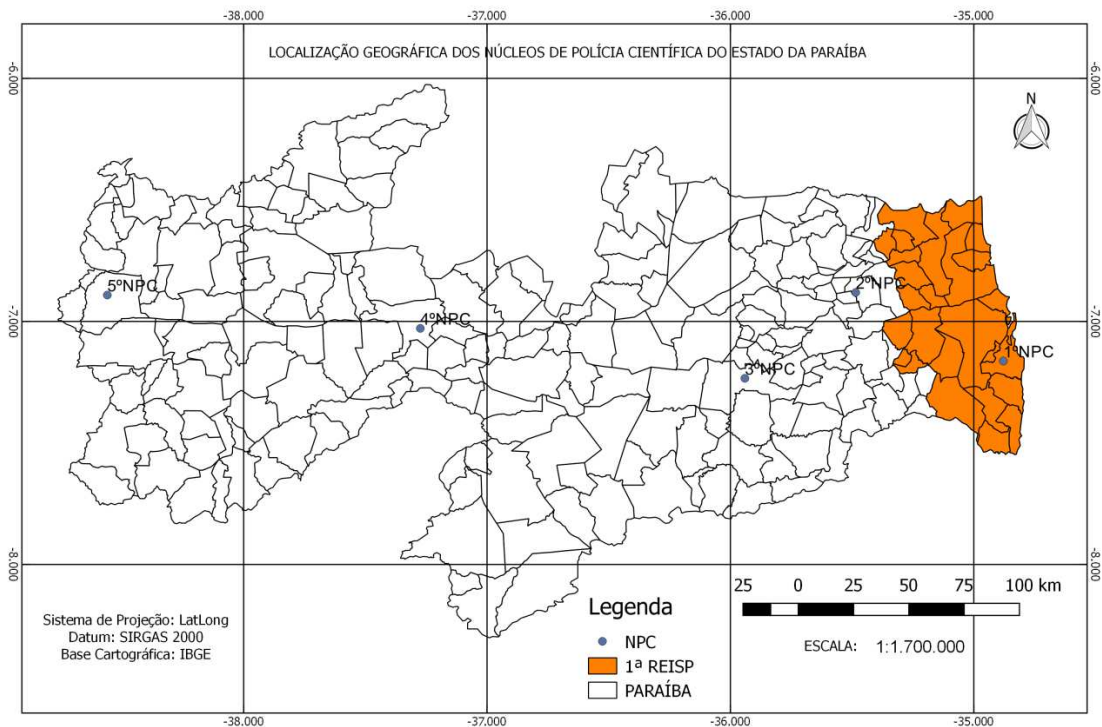 -38.000 -37.000 -36.000 -35.000
LOCALIZAÇÃO GEOGRÁFICA DOS NÚCLEOS DE POLÍCIA CIENTÍFICA DO ESTADO DA PARAÍBA
-6.000 -6.000
N
5ºNPC
2ºNPC
4ºNPC
-7.000 -7.000
1ºNPC
3ºNPC
-8.000 -8.000
25 0 25 50 75 100 km
Legenda
NPC
1ª REISP
PARAÍBA
Sistema de Projeção: LatLong
Datum: SIRGAS 2000
Base Cartográfica: IBGE
ESCALA: 1:1.700.000
-38.000 -37.000 -36.000 -35.000